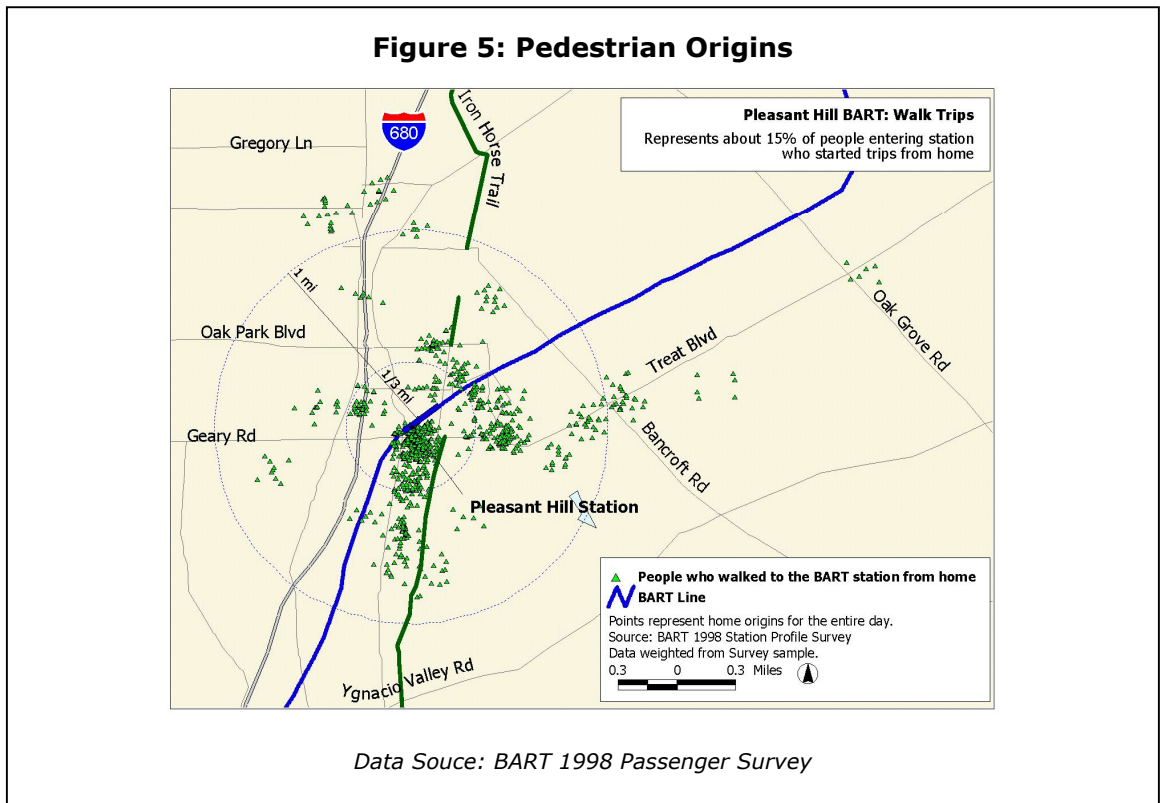 Figure 5: Pedestrian Origins
Pleasant Hill BART: Walk Trips
Represents about 15% of people entering station
who started trips from home
Iron Horse Trail
680
Gregory Ln
1 mi
Oak Park Blvd
1/3 mi
Treat Blvd
Oak Grove Rd
Geary Rd
Bancroft Rd
Pleasant Hill Station
Ygnacio Valley Rd
People who walked to the BART station from home
BART Line
Points represent home origins for the entire day.
Source: BART 1998 Station Profile Survey
Data weighted from Survey sample.
0.3 0 0.3 Miles
Data Souce: BART 1998 Passenger Survey